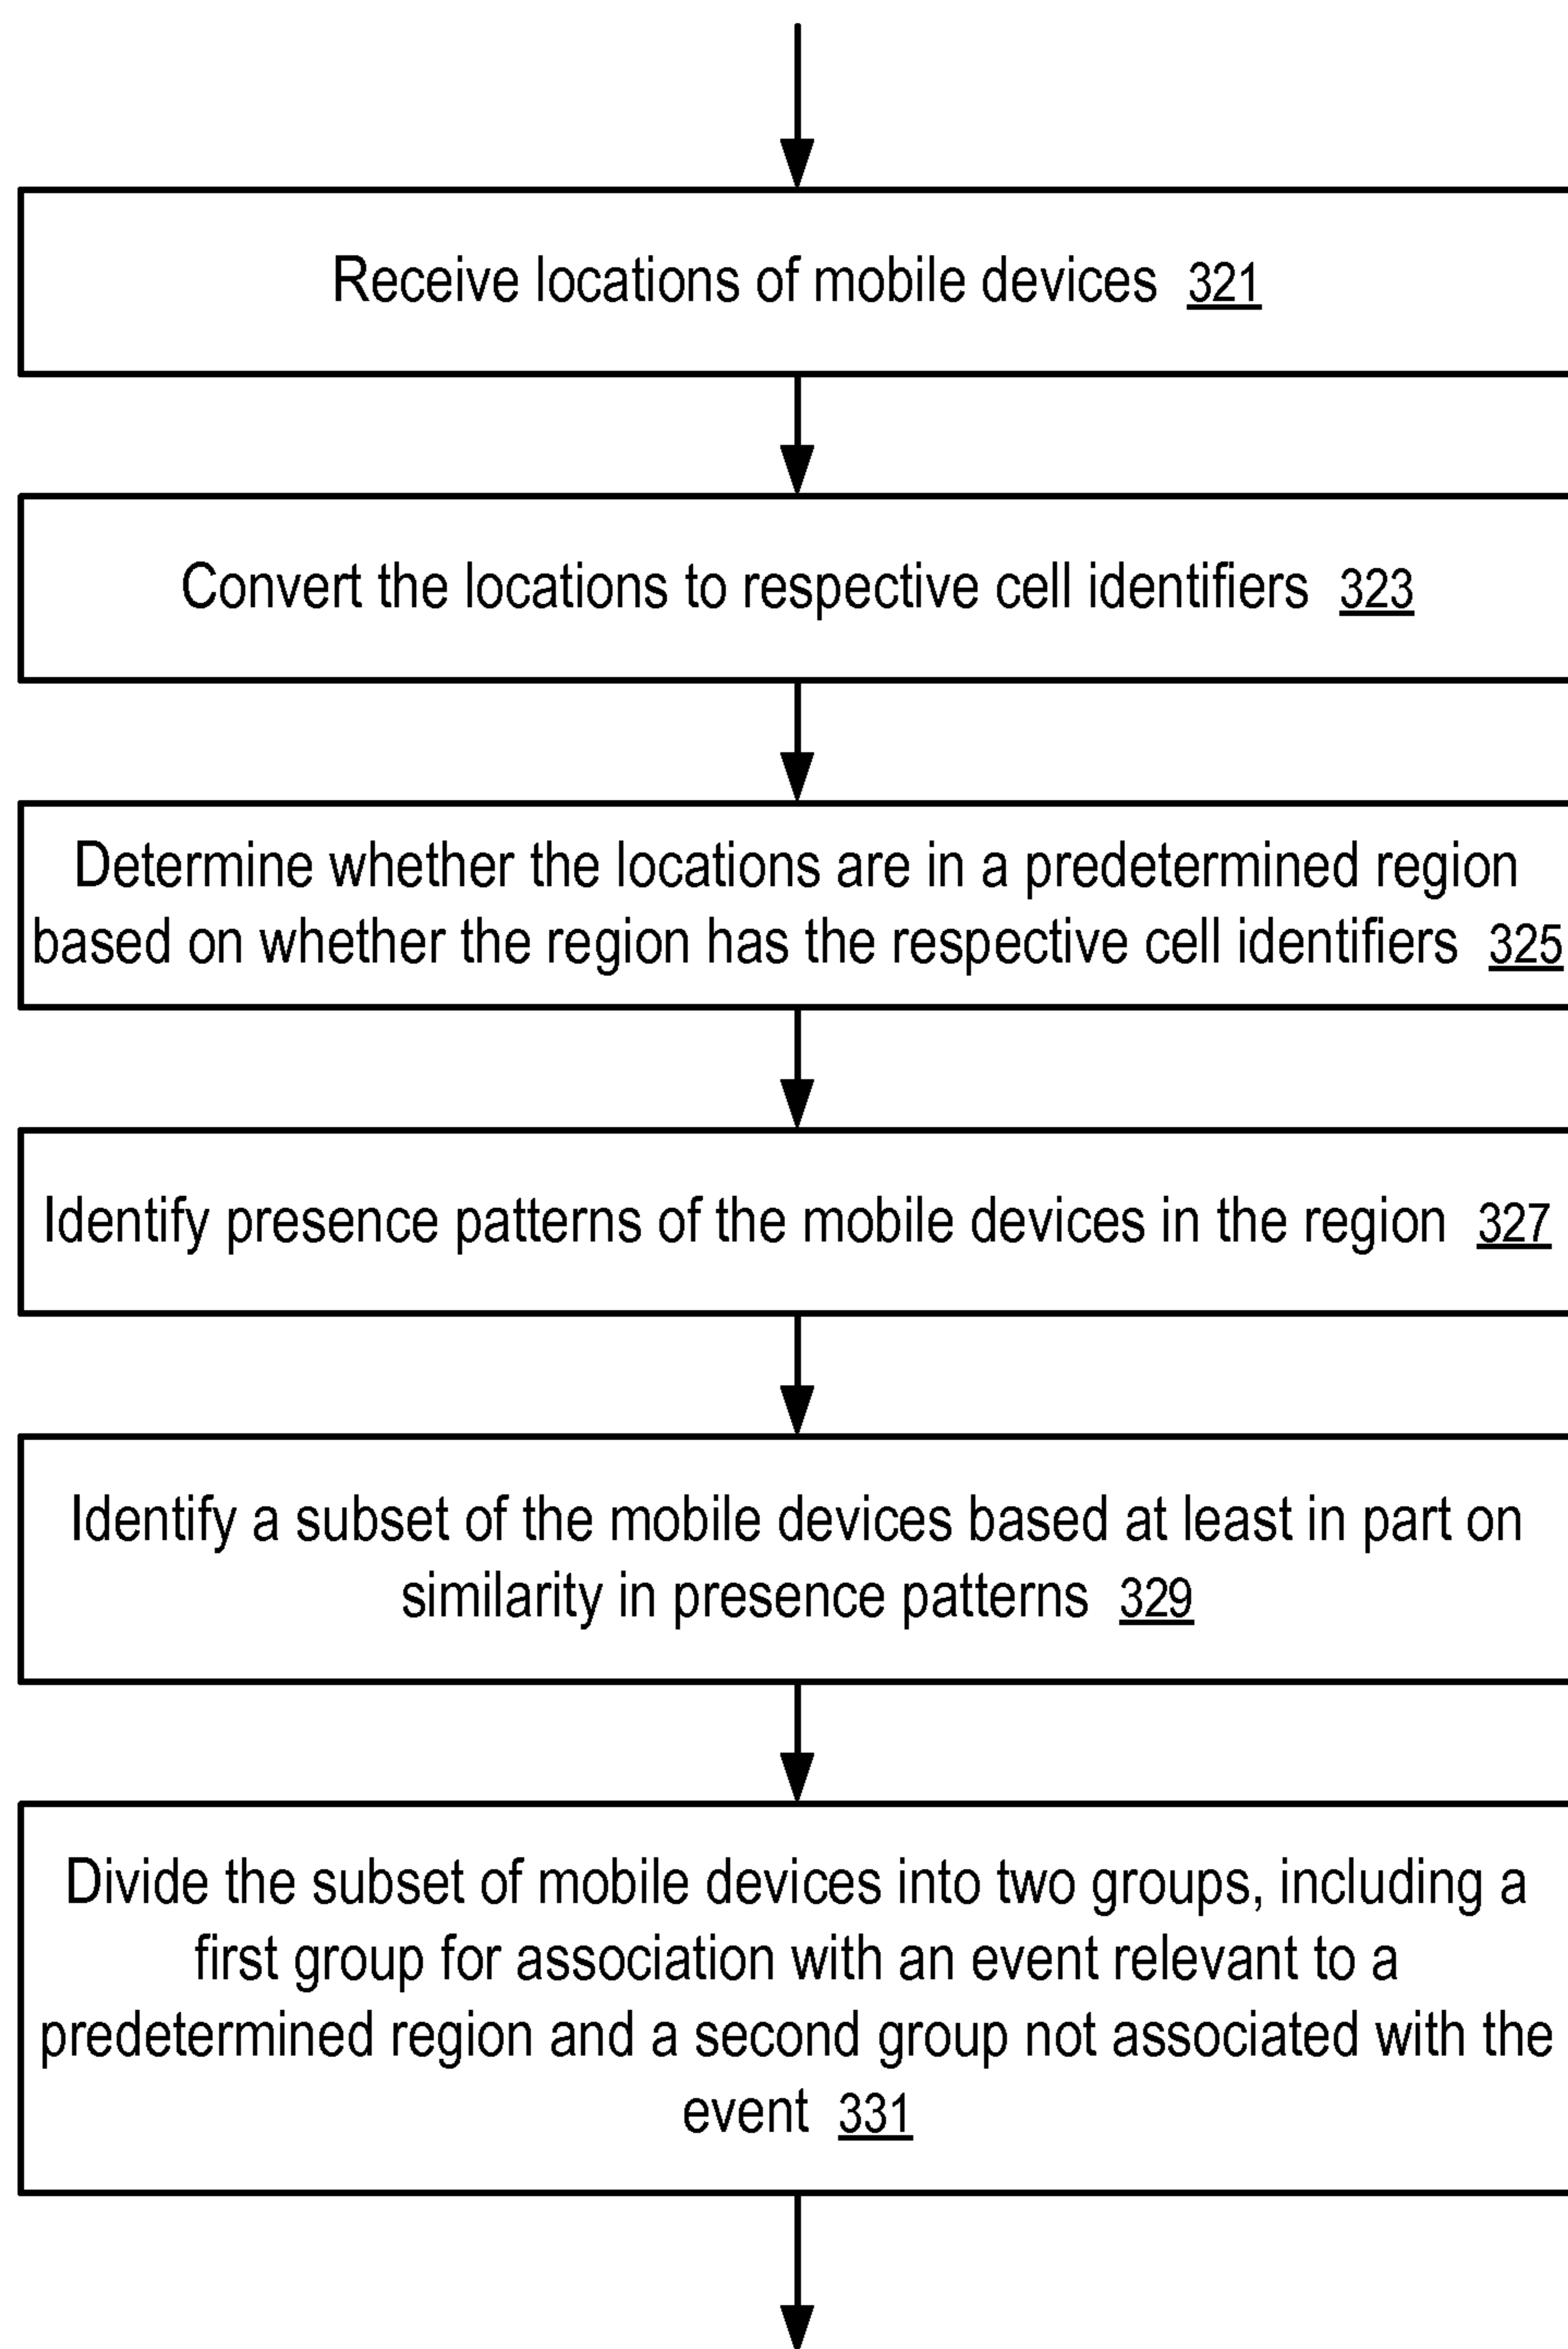 Receive locations of mobile devices 321
Convert the locations to respective cell identifiers 323
Determine whether the locations are in a predetermined region
based on whether the region has the respective cell identifiers 325
Identify presence patterns of the mobile devices in the region 327
Identify a subset of the mobile devices based at least in part on
similarity in presence patterns 329
Divide the subset of mobile devices into two groups, including a
first group for association with an event relevant to a
predetermined region and a second group not associated with the
event 331